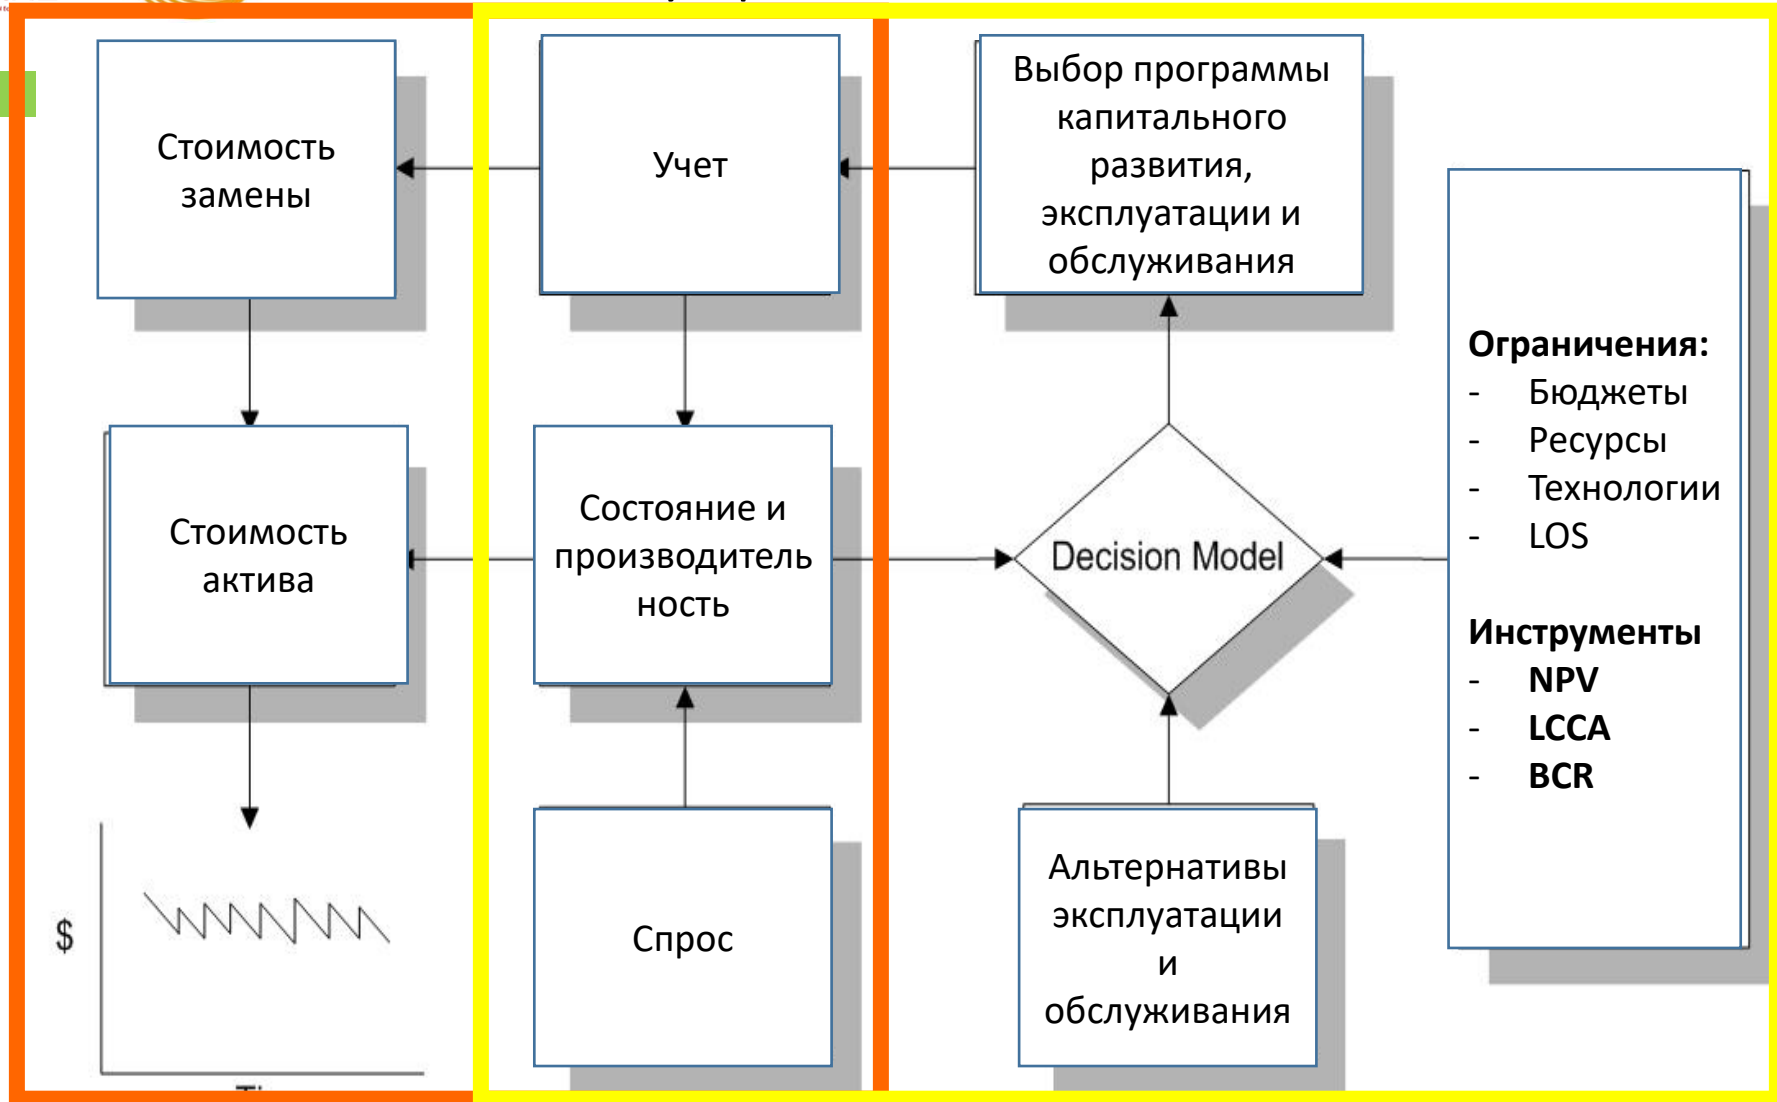 Стоимость
замены
Учет
Выбор программы
капитального
развития,
эксплуатации и
обслуживания
Ограничения:
- Бюджеты
- Ресурсы
- Технологии
- LOS
Инструменты
- NPV
- LCCA
- BCR
Стоимость
актива
Состояние и
производитель
ность
Decision Model
$
Спрос
Альтернативы
эксплуатации
и
обслуживания